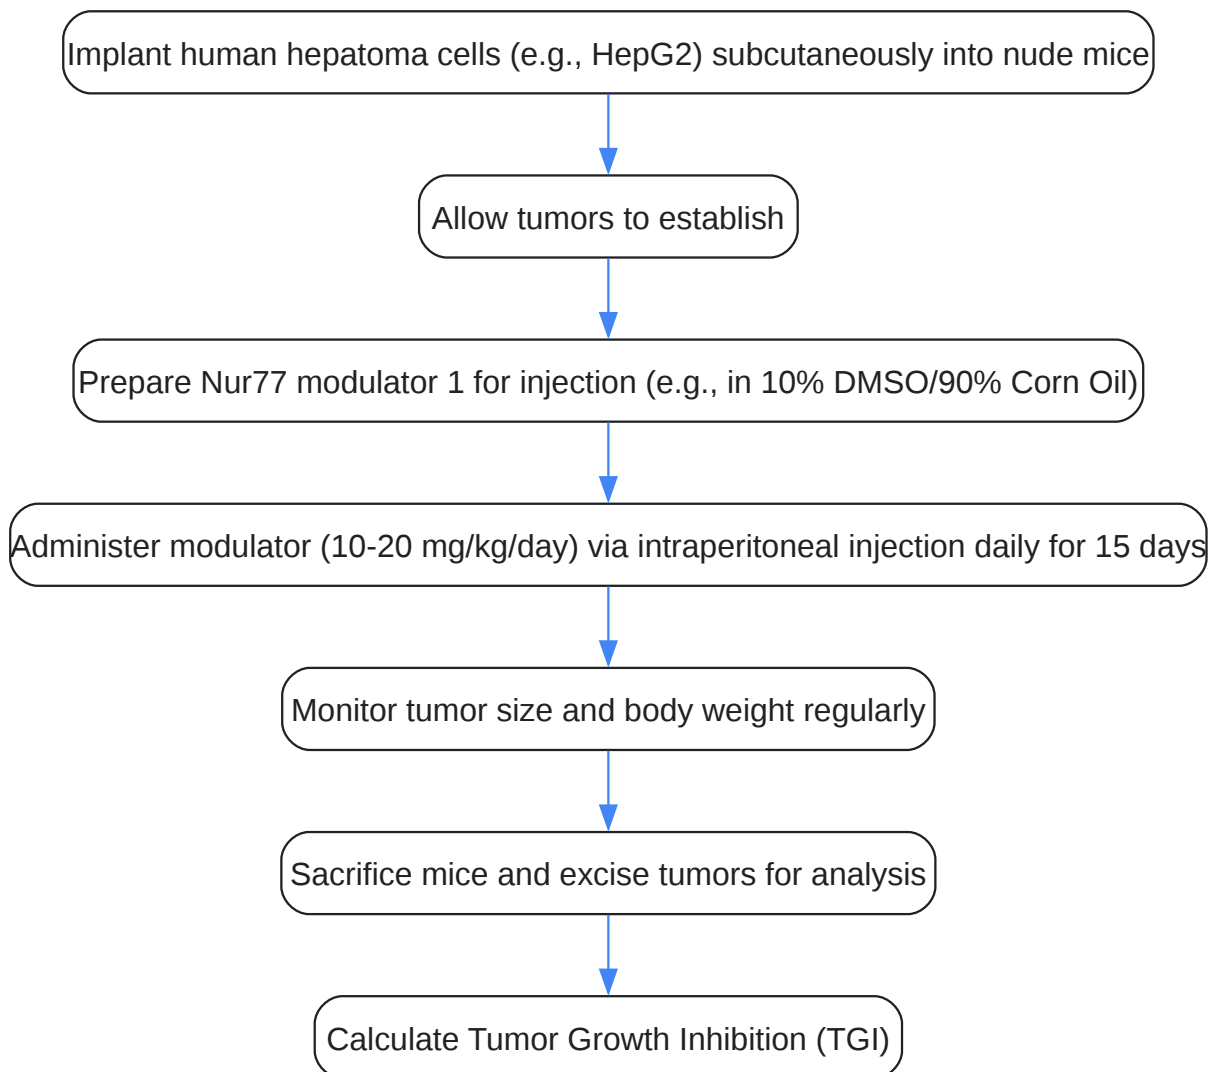 Implant human hepatoma cells (e.g., HepG2) subcutaneously into nude mice
Allow tumors to establish
Prepare Nur77 modulator 1 for injection (e.g., in 10% DMSO/90% Corn Oil)
Administer modulator (10-20 mg/kg/day) via intraperitoneal injection daily for 15 days
Monitor tumor size and body weight regularly
Sacrifice mice and excise tumors for analysis
Calculate Tumor Growth Inhibition (TGI)